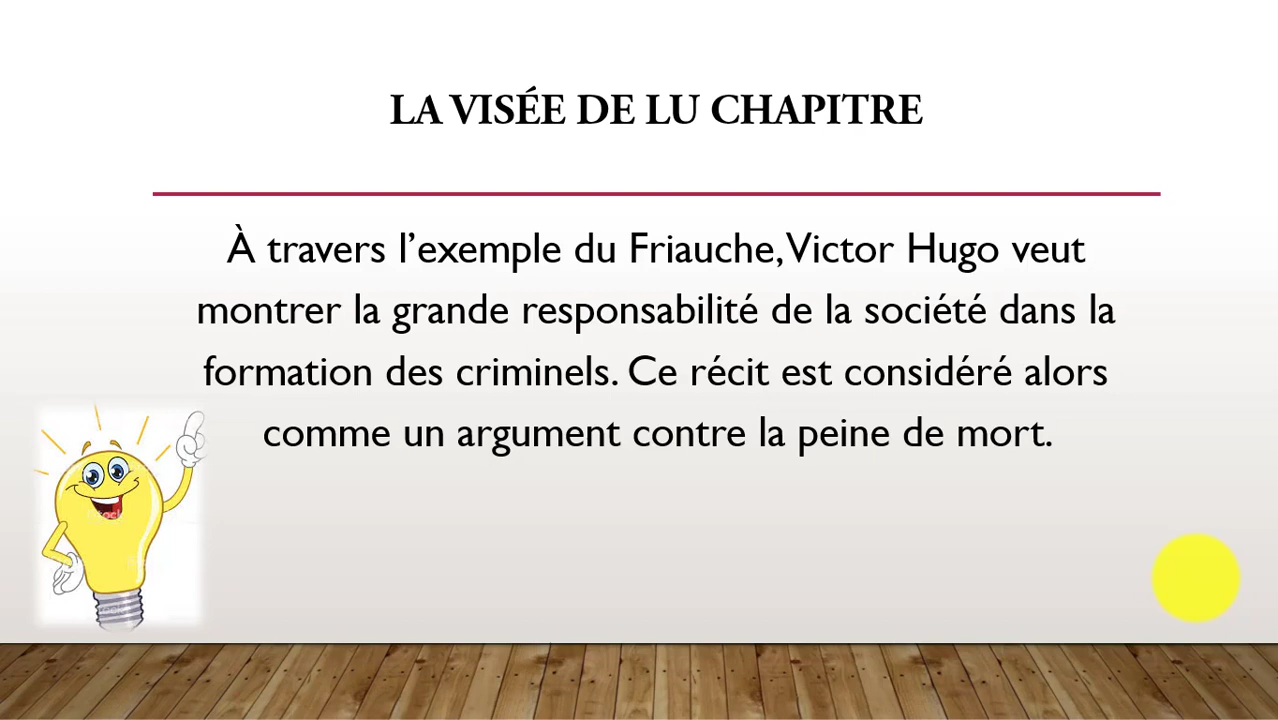 LA VISÉE DE LU CHAPITRE
À travers l’exemple du Friauche, Victor Hugo veut
montrer la grande responsabilité de la société dans la
formation des criminels. Ce récit est considéré alors
comme un argument contre la peine de mort.